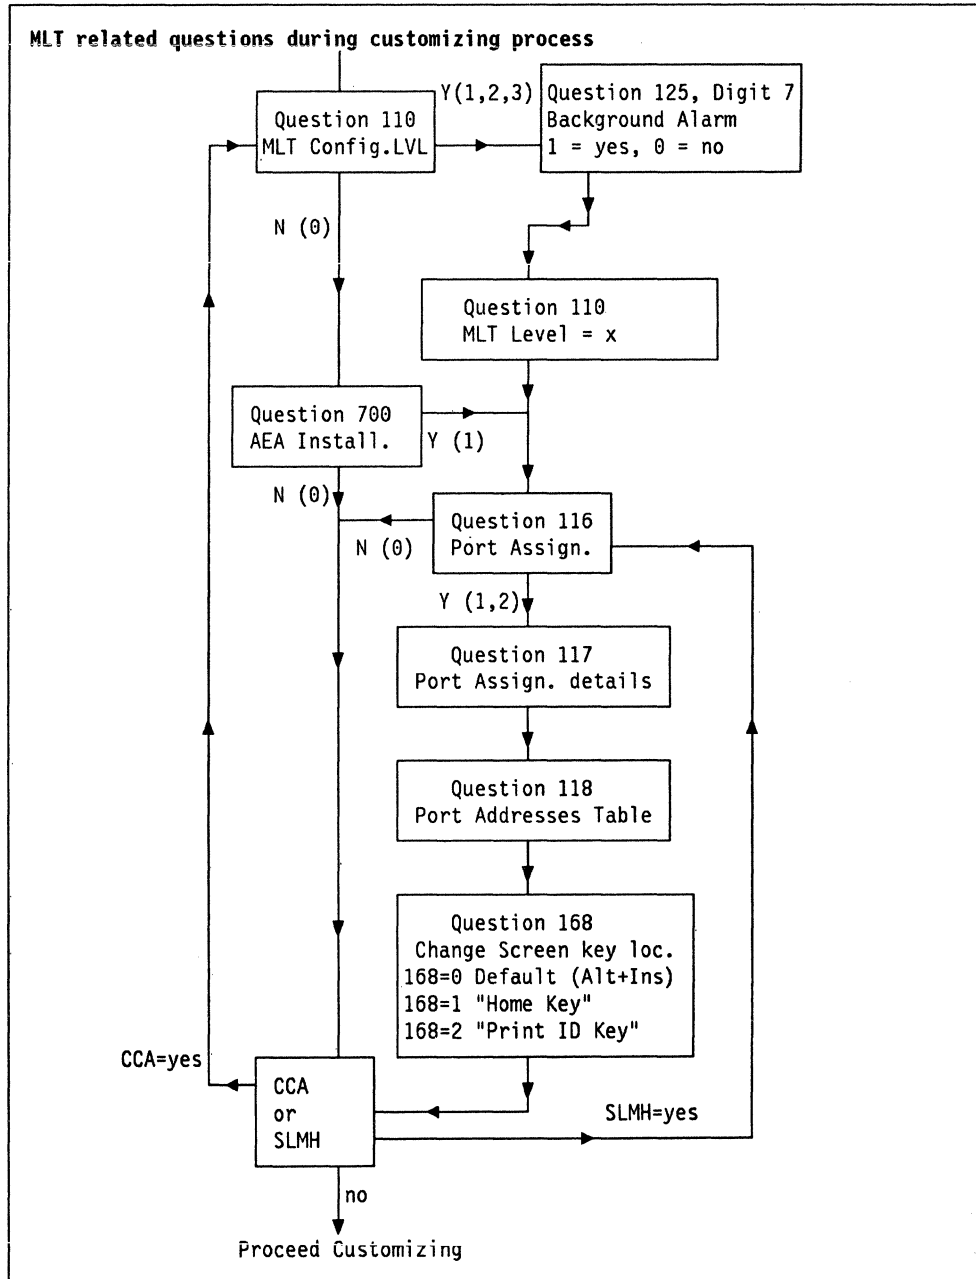 MLT related questions during customizing process
Y(1,2,3)
Question 110
MLT Config.LVL
Question 125, Digit 7
Background Alarm
1 = yes, 0 = no
N (0)
Question 110
MLT Level = x
Question 700
AEA Install.
Y (1)
N (0)
Question 116
Port Assign.
N (0)
Y (1,2)
Question 117
Port Assign. details
Question 118
Port Addresses Table
Question 168
Change Screen key loc.
168=0 Default (Alt+Ins)
168=1 "Home Key"
168=2 "Print ID Key"
CCA=yes
CCA
or
SLMH
SLMH=yes
no
Proceed Customizing